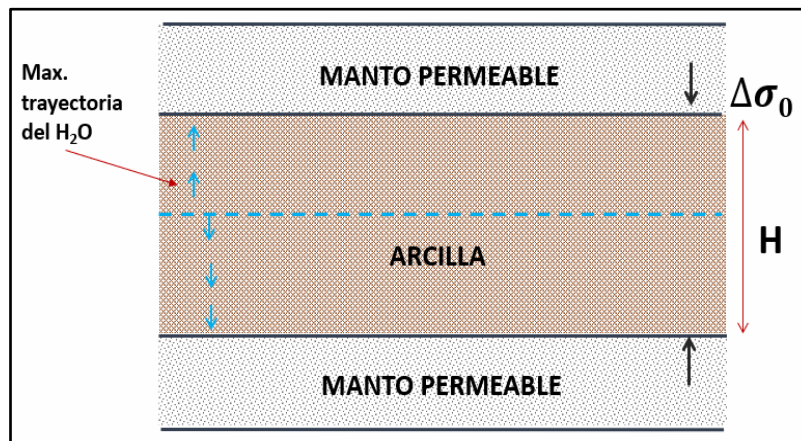 MANTO PERMEABLE
Max.
trayectoria
del H₂O
Δσ₀
ARCILLA
H
MANTO PERMEABLE